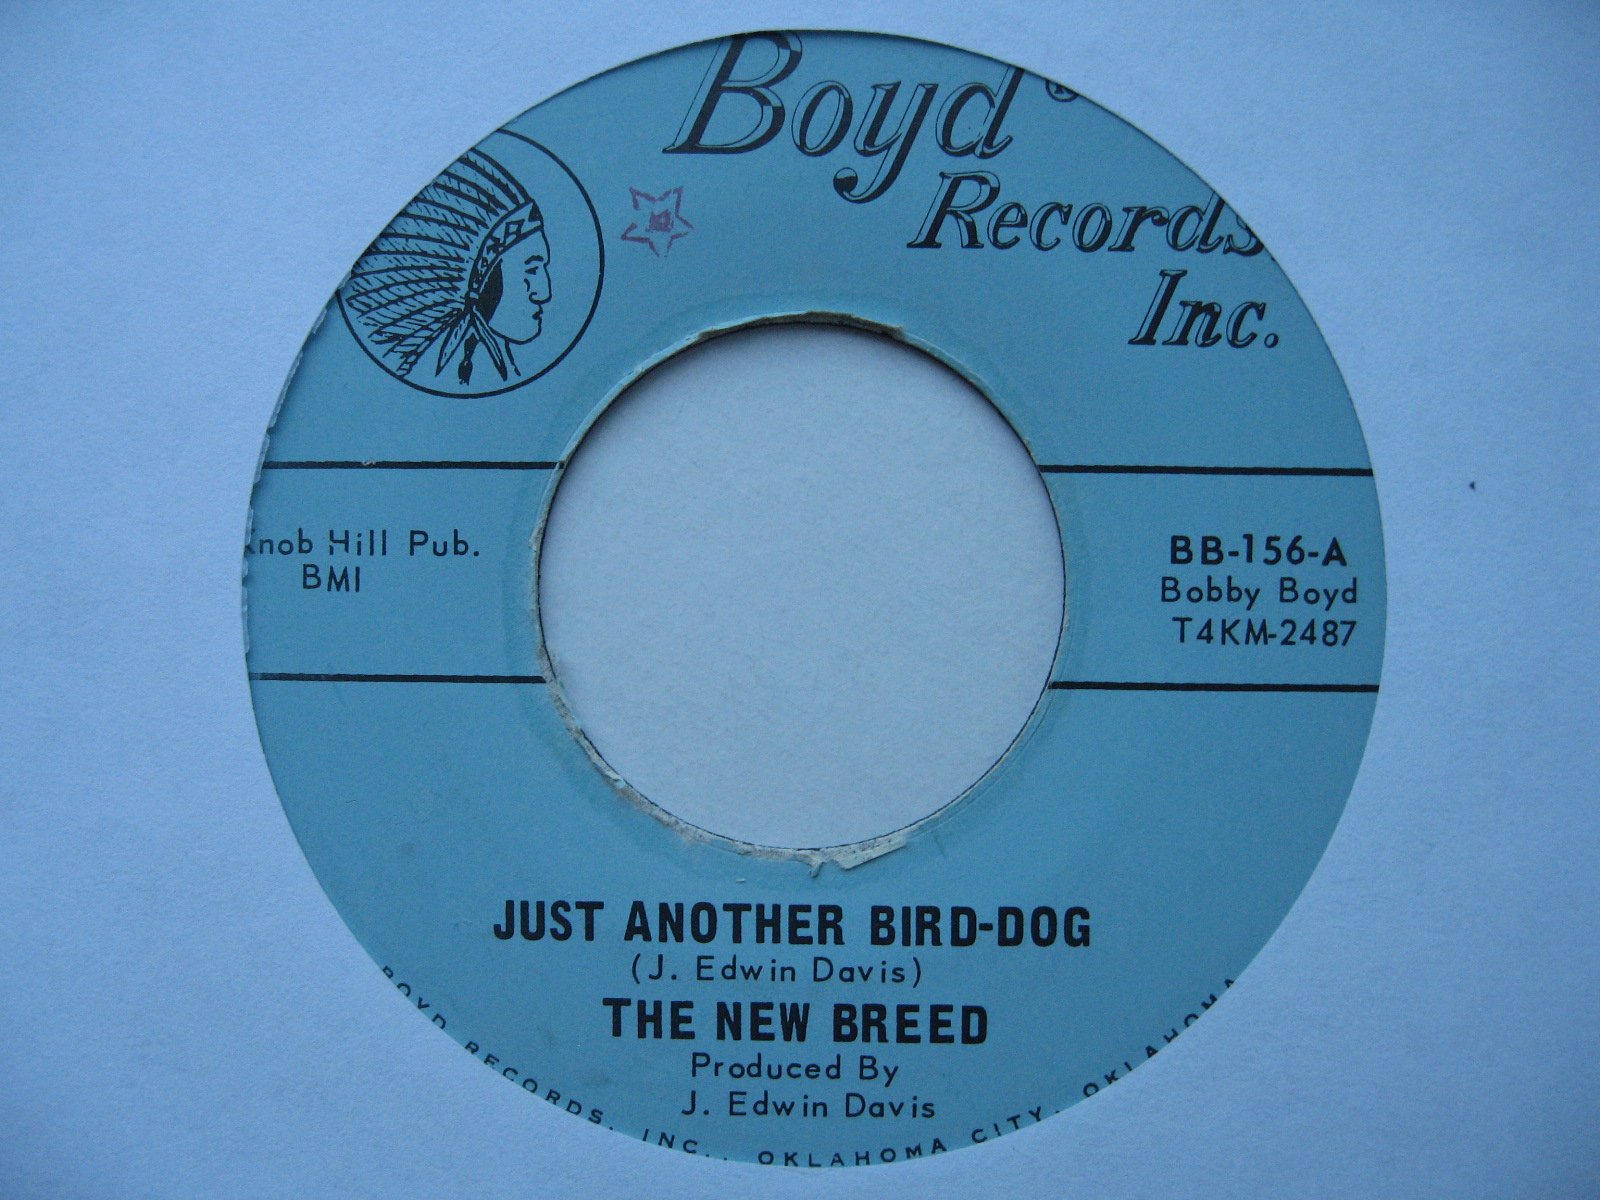 Boyd®
Records
Inc.
Knob Hill Pub.
BMI
BB-156-A
Bobby Boyd
T4KM-2487
JUST ANOTHER BIRD-DOG
(J. Edwin Davis)
THE NEW BREED
Produced By
J. Edwin Davis
BOYD RECORDS, INC., OKLAHOMA CITY, OKLAHOMA